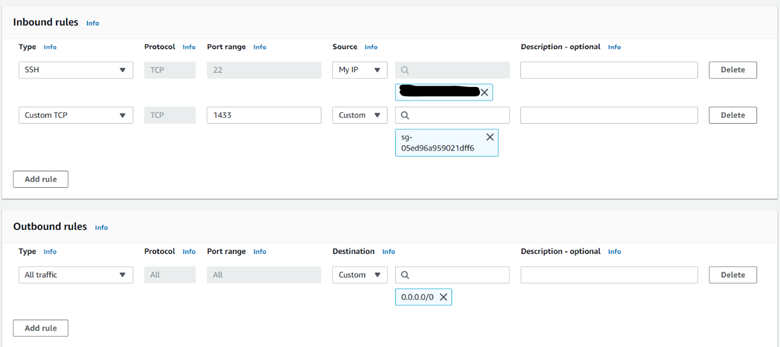 Inbound rules Info
Type Info Protocol Info Port range Info Source Info Description - optional Info
SSH TCP 22 My IP Delete
Custom TCP TCP 1433 Custom Delete
sg-
05ed96a959021dff6
Add rule
Outbound rules Info
Type Info Protocol Info Port range Info Destination Info Description - optional Info
All traffic All All Custom Delete
0.0.0.0/0
Add rule